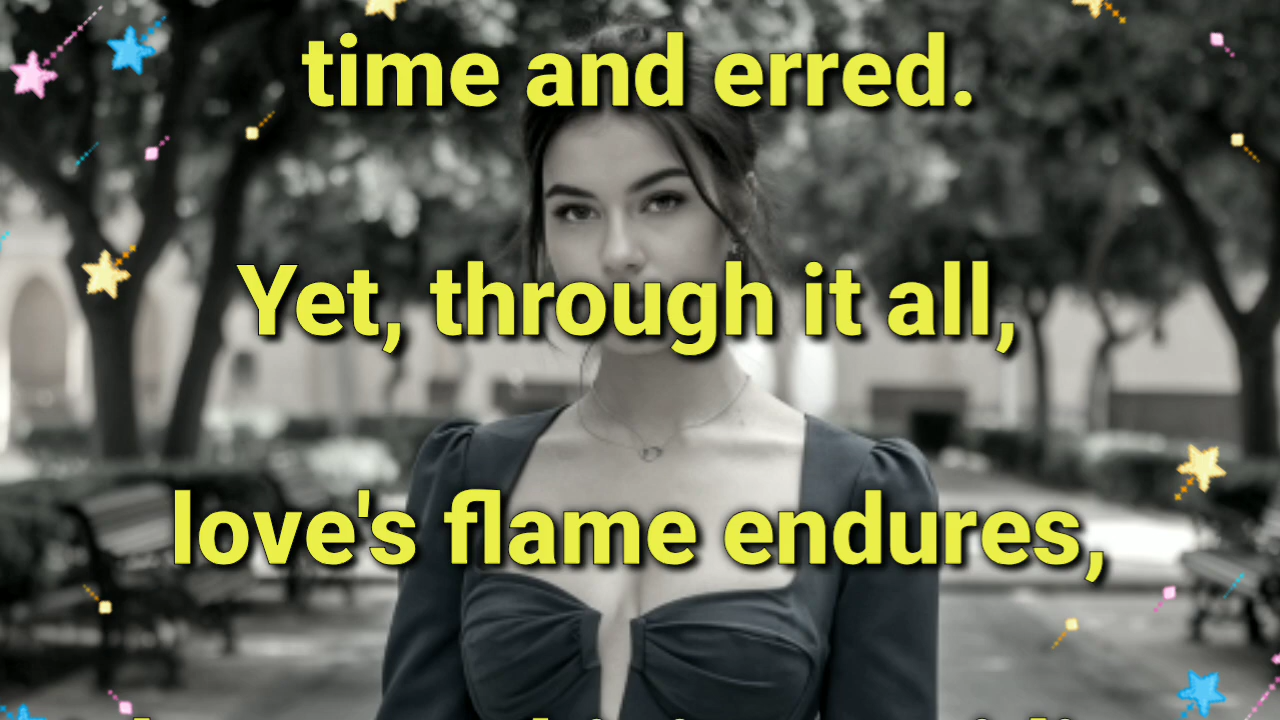 time and erred.
Yet, through it all,
love's flame endures,